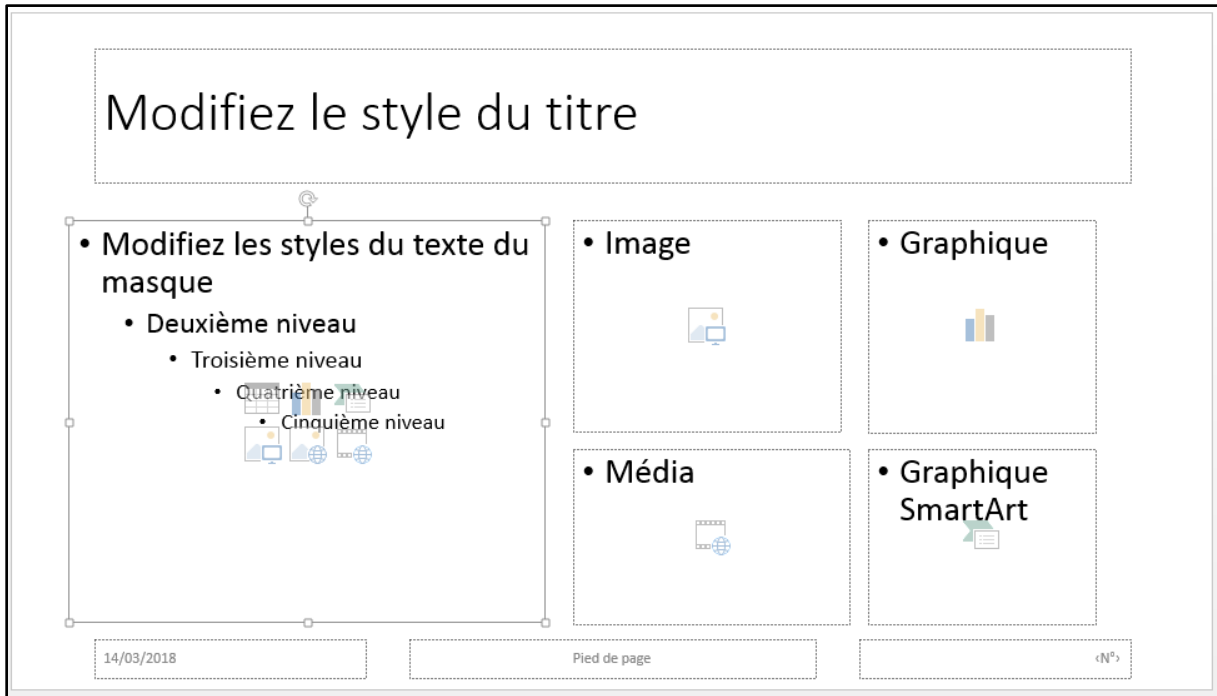 Modifiez le style du titre
• Modifiez les styles du texte du
masque
• Deuxième niveau
• Troisième niveau
• Quatrième niveau
• Cinquième niveau
• Image
• Graphique
• Média
• Graphique
SmartArt
14/03/2018
Pied de page
‹N°›